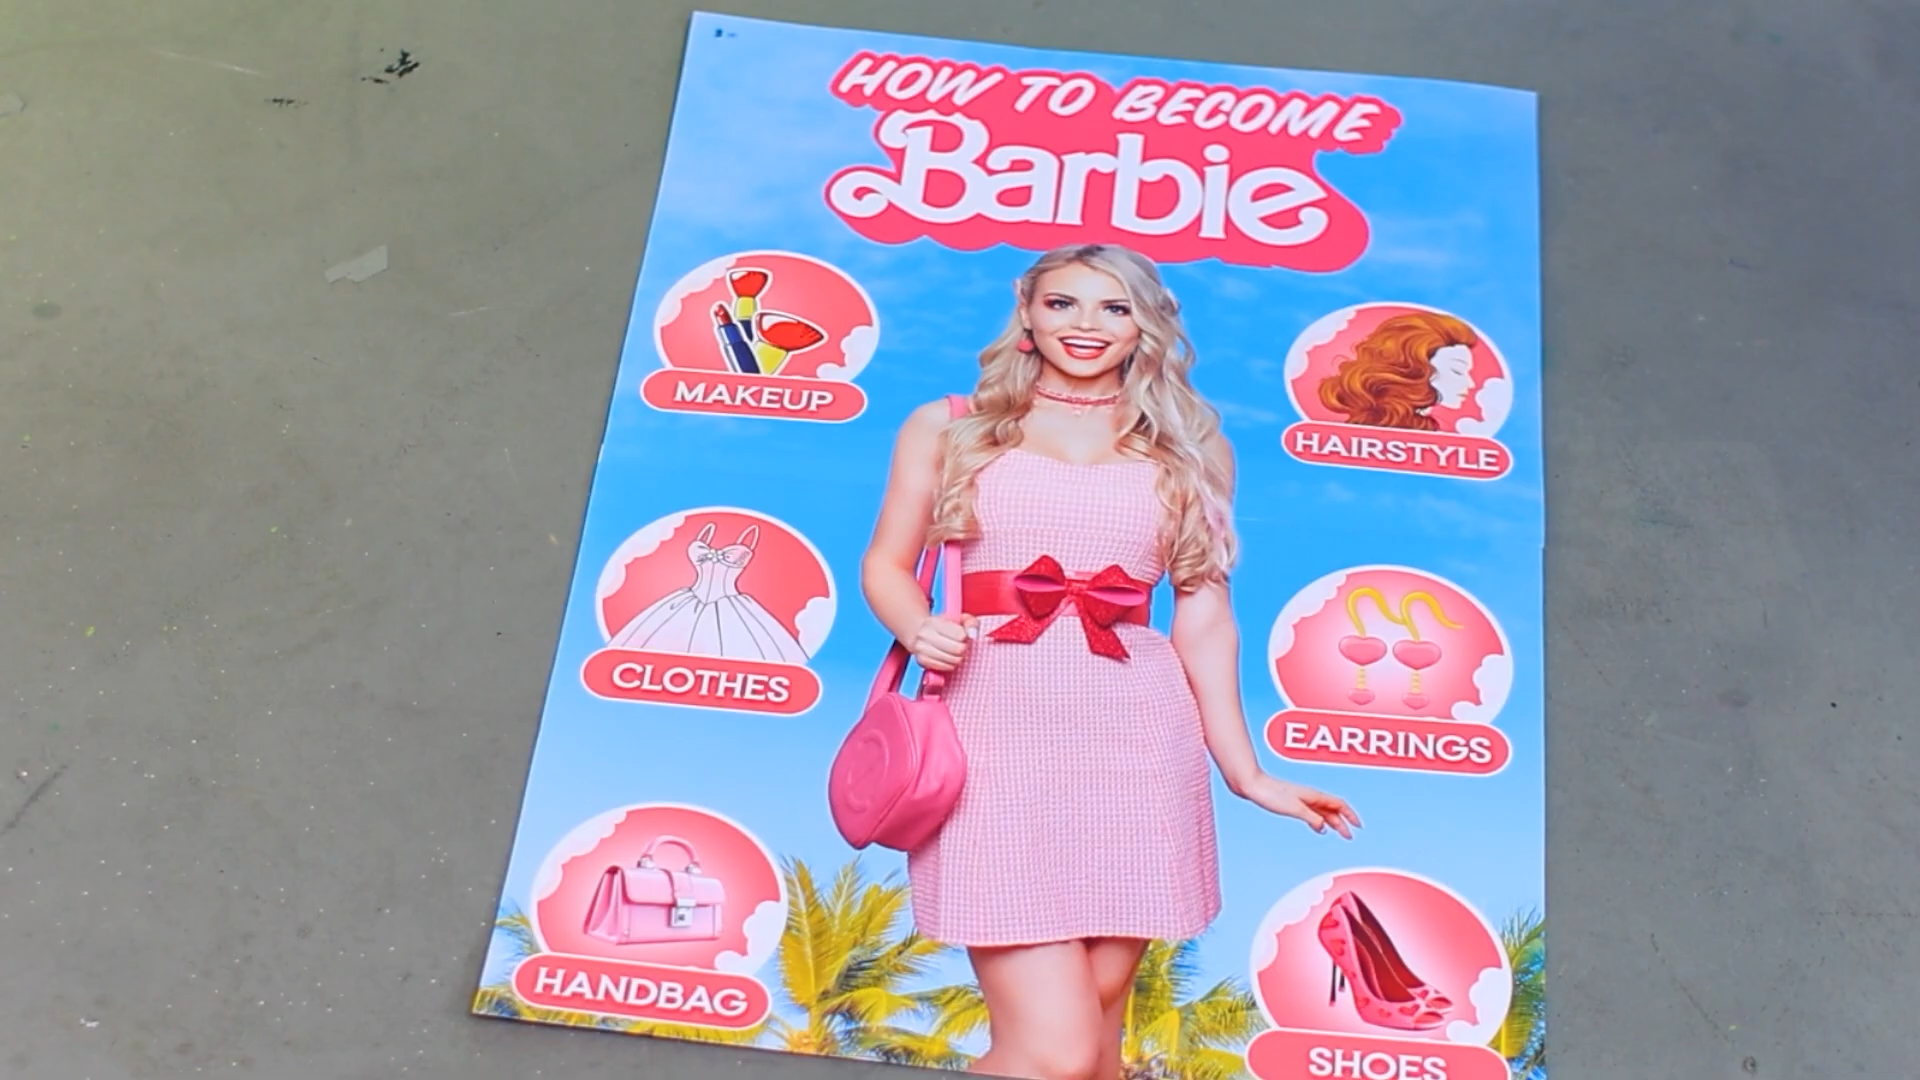 HOW TO BECOME
Barbie
MAKEUP
HAIRSTYLE
CLOTHES
EARRINGS
HANDBAG
SHOES